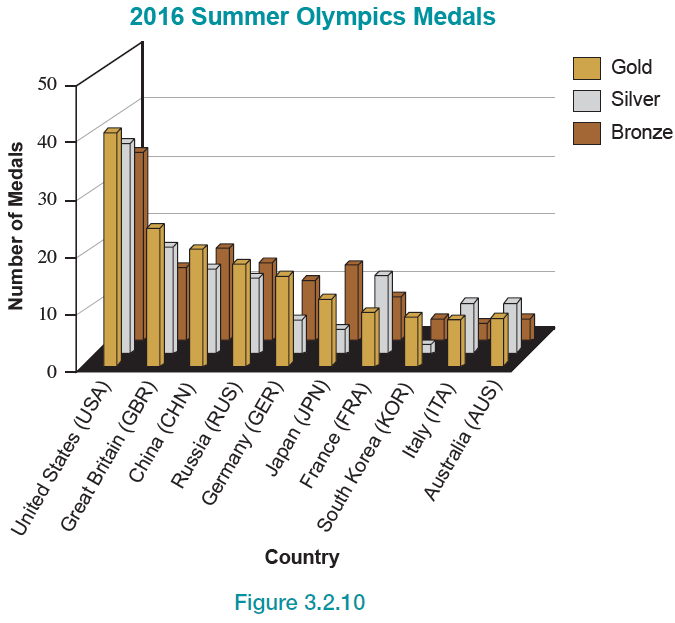 2016 Summer Olympics Medals
Gold
Silver
Bronze
Number of Medals
50
40
30
20
10
0
United States (USA)
Great Britain (GBR)
China (CHN)
Russia (RUS)
Germany (GER)
Japan (JPN)
France (FRA)
South Korea (KOR)
Italy (ITA)
Australia (AUS)
Country
Figure 3.2.10